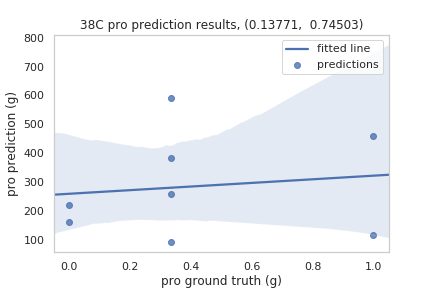 38C pro prediction results, (0.13771,  0.74503)
fitted line
predictions
pro prediction (g)
800
700
600
500
400
300
200
100
0.0 0.2 0.4 0.6 0.8 1.0
pro ground truth (g)